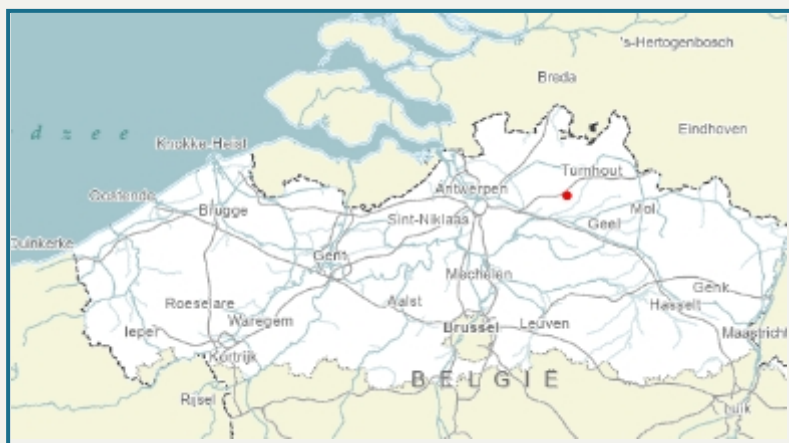 's-Hertogenbosch
Breda
d z e e
Eindhoven
Knokke-Heist
Turnhout
Oostende
Antwerpen
Brugge
Sint-Niklaas
Mol
Geel
Duinkerke
Gent
Mechelen
Genk
Roeselare
Aalst
Hasselt
Waregem
Ieper
Brussel
Leuven
Maastricht
Kortrijk
BELGIË
Rijsel
Luik